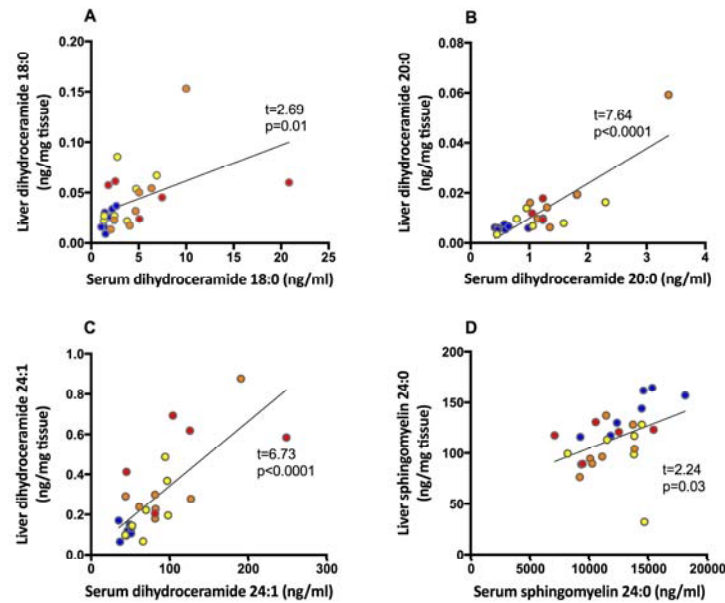 A
Liver dihydroceramide 18:0
(ng/mg tissue)
0.20
0.15
0.10
0.05
0.00
t=2.69
p=0.01
0 5 10 15 20 25
Serum dihydroceramide 18:0 (ng/ml)
B
Liver dihydroceramide 20:0
(ng/mg tissue)
0.08
0.06
0.04
0.02
0.00
t=7.64
p<0.0001
0 1 2 3 4
Serum dihydroceramide 20:0 (ng/ml)
C
Liver dihydroceramide 24:1
(ng/mg tissue)
1.0
0.8
0.6
0.4
0.2
0.0
t=6.73
p<0.0001
0 100 200 300
Serum dihydroceramide 24:1 (ng/ml)
D
Liver sphingomyelin 24:0
(ng/mg tissue)
200
150
100
50
0
t=2.24
p=0.03
0 5000 10000 15000 20000
Serum sphingomyelin 24:0 (ng/ml)